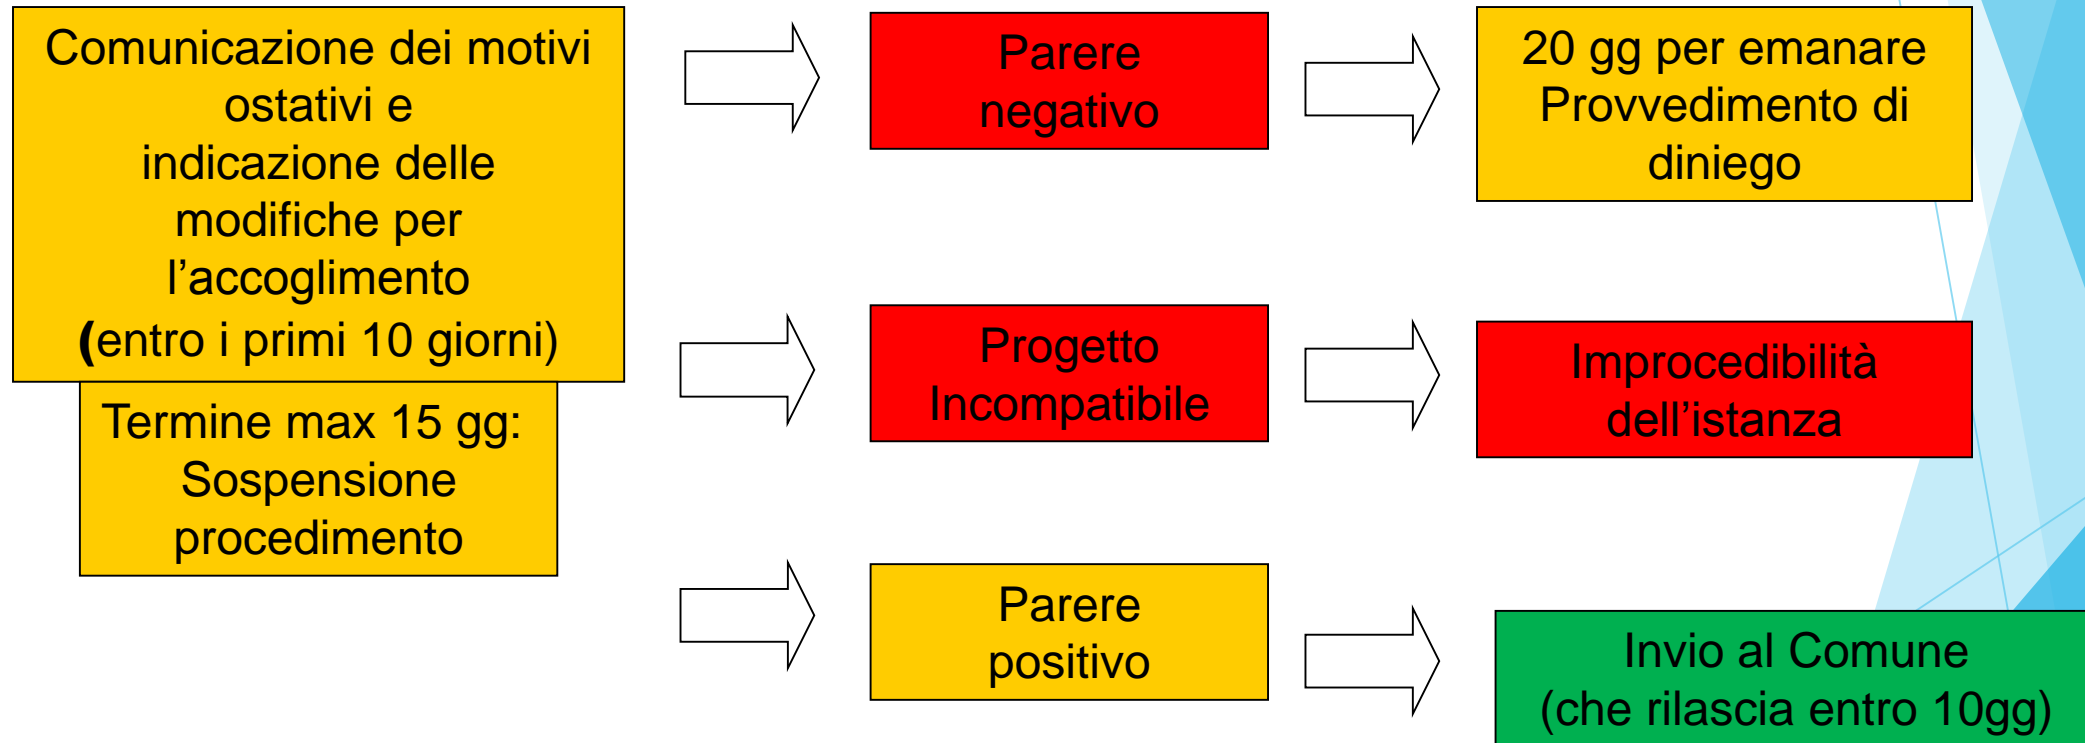 Comunicazione dei motivi
ostativi e
indicazione delle
modifiche per
l’accoglimento
(entro i primi 10 giorni)
Termine max 15 gg:
Sospensione
procedimento
Parere
negativo
20 gg per emanare
Provvedimento di
diniego
Progetto
Incompatibile
Improcedibilità
dell’istanza
Parere
positivo
Invio al Comune
(che rilascia entro 10gg)